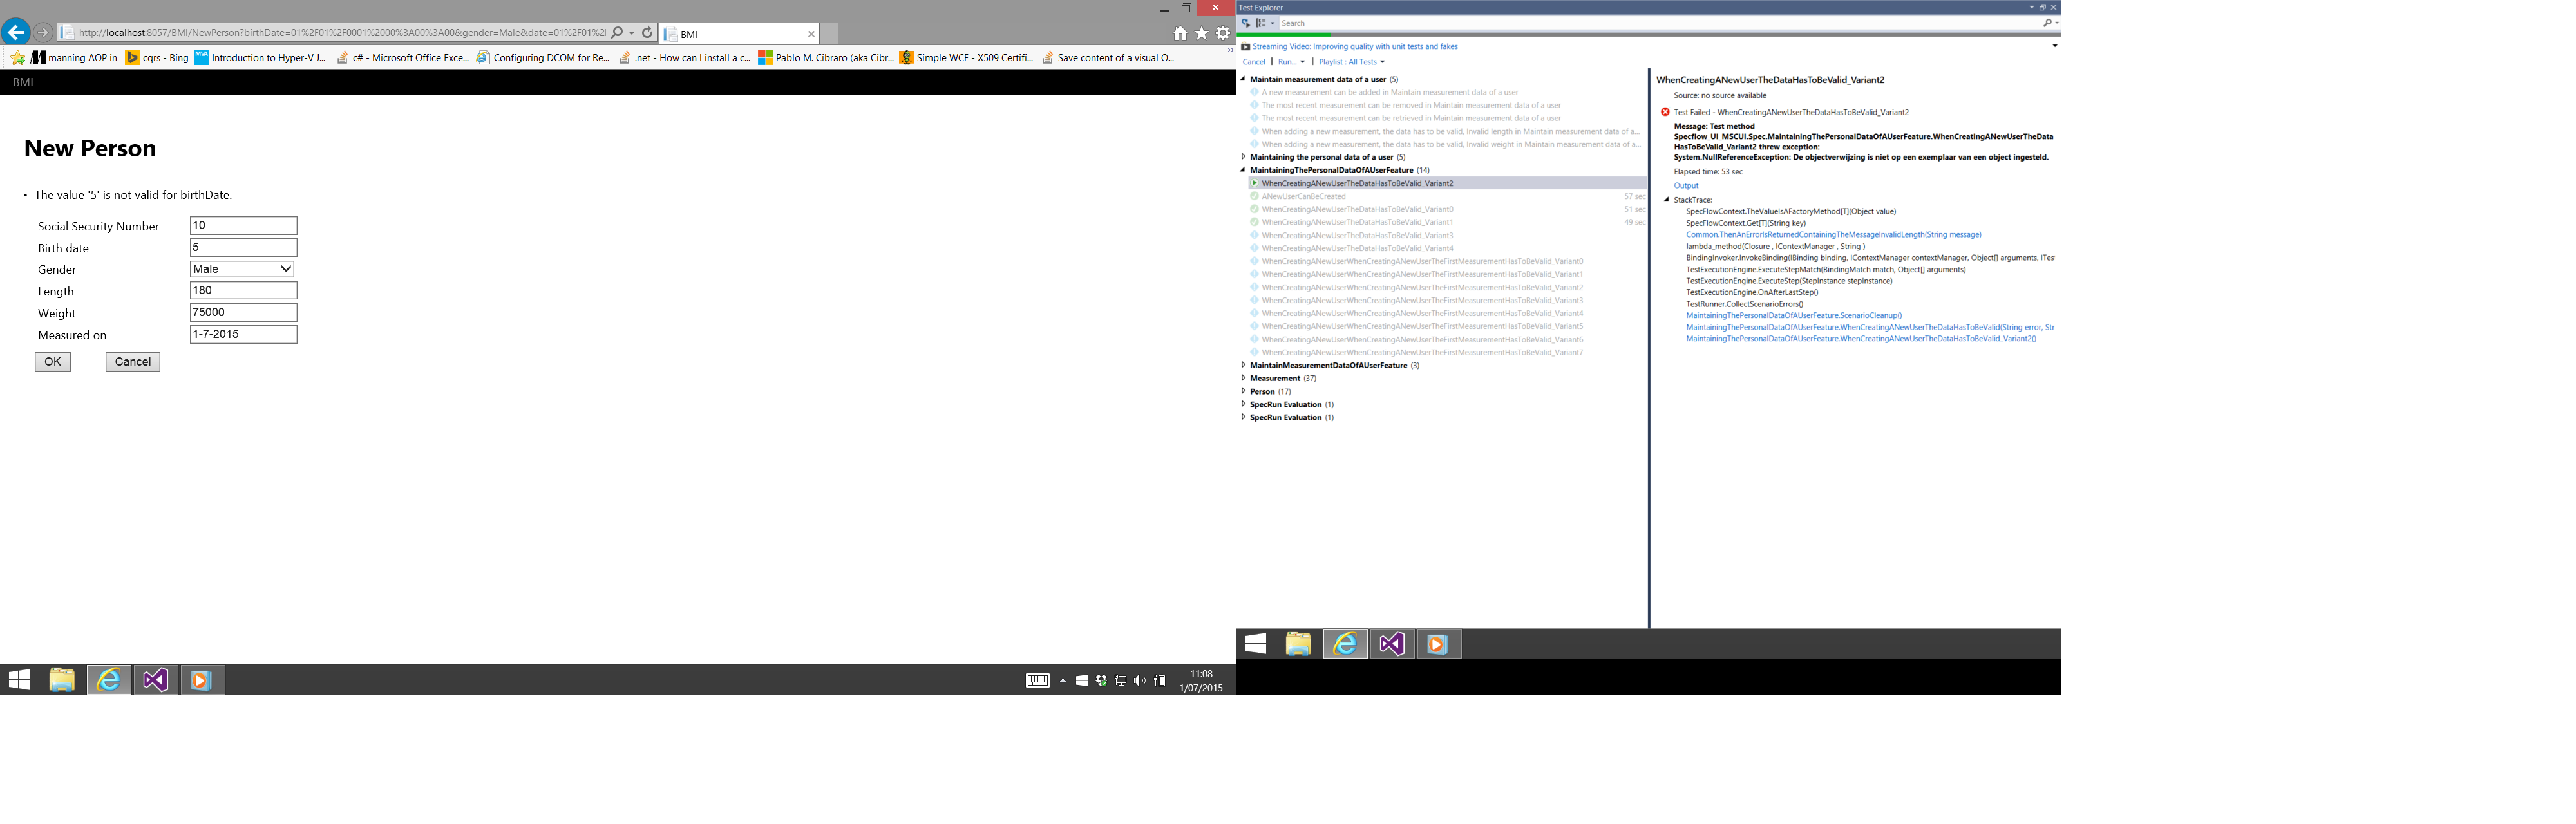 http://localhost:8057/BMI/NewPerson?birthDate=01%2F01%2F0001%2000%3A00%3A00&gender=Male&date=01%2F01%2
BMI
manning AOP in
cqrs - Bing
Introduction to Hyper-V J...
c# - Microsoft Office Exce...
Configuring DCOM for Re...
.net - How can I install a c...
Pablo M. Cibraro (aka Cibr...
Simple WCF - X509 Certifi...
Save content of a visual O...
BMI
New Person
• The value '5' is not valid for birthDate.
Social Security Number 10
Birth date 5
Gender Male
Length 180
Weight 75000
Measured on 1-7-2015
OK Cancel
11:08
1/07/2015
Test Explorer
Search
Streaming Video: Improving quality with unit tests and fakes
Cancel | Run... | Playlist : All Tests
Maintain measurement data of a user (5)
A new measurement can be added in Maintain measurement data of a user
The most recent measurement can be removed in Maintain measurement data of a user
The most recent measurement can be retrieved in Maintain measurement data of a user
When adding a new measurement, the data has to be valid, Invalid length in Maintain measurement data of a...
When adding a new measurement, the data has to be valid, Invalid weight in Maintain measurement data of a...
Maintaining the personal data of a user (5)
MaintainingThePersonalDataOfAUserFeature (14)
WhenCreatingANewUserTheDataHasToBeValid_Variant2
ANewUserCanBeCreated 57 sec
WhenCreatingANewUserTheDataHasToBeValid_Variant0 51 sec
WhenCreatingANewUserTheDataHasToBeValid_Variant1 49 sec
WhenCreatingANewUserTheDataHasToBeValid_Variant3
WhenCreatingANewUserTheDataHasToBeValid_Variant4
WhenCreatingANewUserWhenCreatingANewUserTheFirstMeasurementHasToBeValid_Variant0
WhenCreatingANewUserWhenCreatingANewUserTheFirstMeasurementHasToBeValid_Variant1
WhenCreatingANewUserWhenCreatingANewUserTheFirstMeasurementHasToBeValid_Variant2
WhenCreatingANewUserWhenCreatingANewUserTheFirstMeasurementHasToBeValid_Variant3
WhenCreatingANewUserWhenCreatingANewUserTheFirstMeasurementHasToBeValid_Variant4
WhenCreatingANewUserWhenCreatingANewUserTheFirstMeasurementHasToBeValid_Variant5
WhenCreatingANewUserWhenCreatingANewUserTheFirstMeasurementHasToBeValid_Variant6
WhenCreatingANewUserWhenCreatingANewUserTheFirstMeasurementHasToBeValid_Variant7
MaintainMeasurementDataOfAUserFeature (3)
Measurement (37)
Person (17)
SpecRun Evaluation (1)
SpecRun Evaluation (1)
WhenCreatingANewUserTheDataHasToBeValid_Variant2
Source: no source available
Test Failed - WhenCreatingANewUserTheDataHasToBeValid_Variant2
Message: Test method
Specflow_UI_MSCUI.Spec.MaintainingThePersonalDataOfAUserFeature.WhenCreatingANewUserTheData
HasToBeValid_Variant2 threw exception:
System.NullReferenceException: De objectverwijzing is niet op een exemplaar van een object ingesteld.
Elapsed time: 53 sec
Output
StackTrace:
SpecFlowContext.TheValueIsAFactoryMethod[T](Object value)
SpecFlowContext.Get[T](String key)
Common.ThenAnErrorIsReturnedContainingTheMessageInvalidLength(String message)
lambda_method(Closure , IContextManager , String )
BindingInvoker.InvokeBinding(IBinding binding, IContextManager contextManager, Object[] arguments, ITes
TestExecutionEngine.ExecuteStepMatch(BindingMatch match, Object[] arguments)
TestExecutionEngine.ExecuteStep(StepInstance stepInstance)
TestExecutionEngine.OnAfterLastStep()
TestRunner.CollectScenarioErrors()
MaintainingThePersonalDataOfAUserFeature.ScenarioCleanup()
MaintainingThePersonalDataOfAUserFeature.WhenCreatingANewUserTheDataHasToBeValid(String error, Str
MaintainingThePersonalDataOfAUserFeature.WhenCreatingANewUserTheDataHasToBeValid_Variant2()